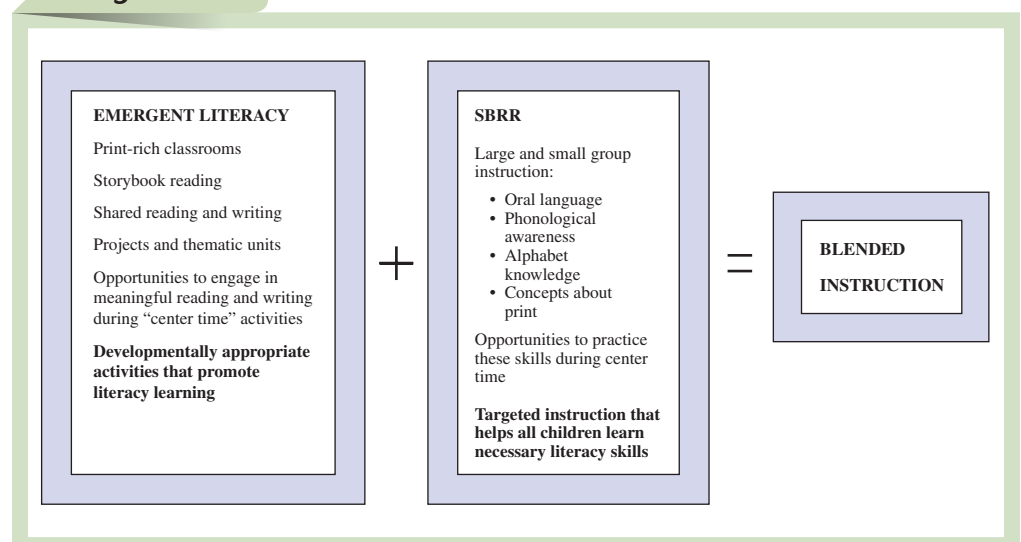 EMERGENT LITERACY
Print-rich classrooms
Storybook reading
Shared reading and writing
Projects and thematic units
Opportunities to engage in
meaningful reading and writing
during “center time” activities
Developmentally appropriate
activities that promote
literacy learning
+
SBRR
Large and small group
instruction:
• Oral language
• Phonological
awareness
• Alphabet
knowledge
• Concepts about
print
Opportunities to practice
these skills during center
time
Targeted instruction that
helps all children learn
necessary literacy skills
=
BLENDED
INSTRUCTION